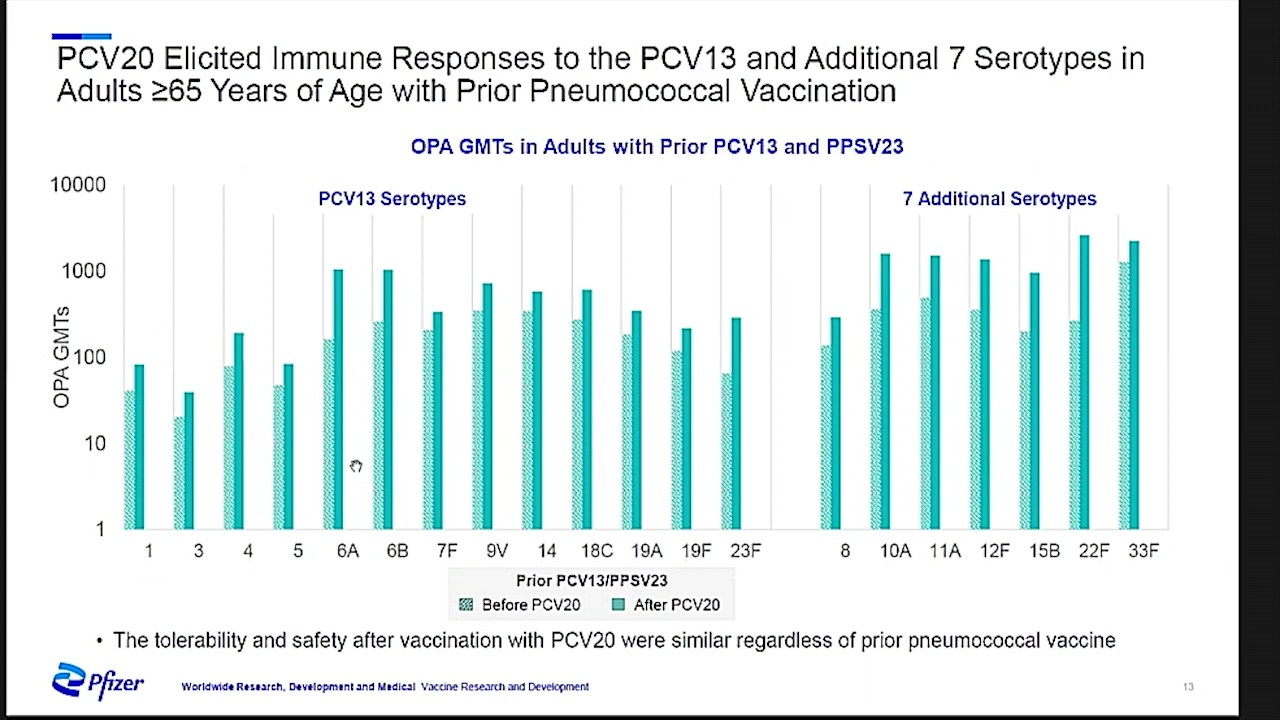 PCV20 Elicited Immune Responses to the PCV13 and Additional 7 Serotypes in
Adults ≥65 Years of Age with Prior Pneumococcal Vaccination
OPA GMTs in Adults with Prior PCV13 and PPSV23
PCV13 Serotypes
7 Additional Serotypes
OPA GMTs
10000
1000
100
10
1
1 3 4 5 6A 6B 7F 9V 14 18C 19A 19F 23F 8 10A 11A 12F 15B 22F 33F
Prior PCV13/PPSV23
Before PCV20 After PCV20
• The tolerability and safety after vaccination with PCV20 were similar regardless of prior pneumococcal vaccine
Pfizer
Worldwide Research, Development and Medical Vaccine Research and Development
13